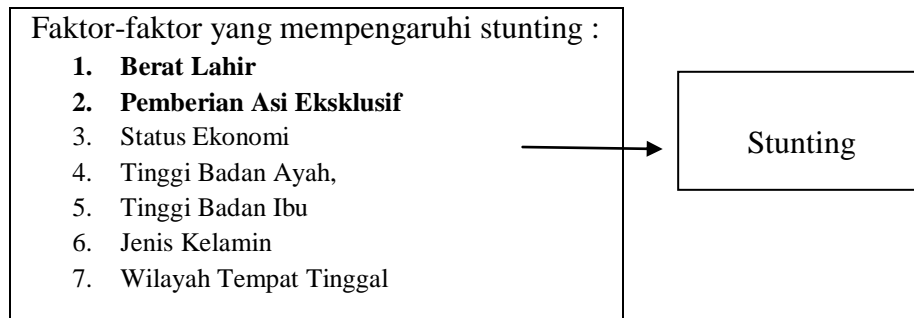 Faktor-faktor yang mempengaruhi stunting :
1. Berat Lahir
2. Pemberian Asi Eksklusif
3. Status Ekonomi
4. Tinggi Badan Ayah,
5. Tinggi Badan Ibu
6. Jenis Kelamin
7. Wilayah Tempat Tinggal
Stunting